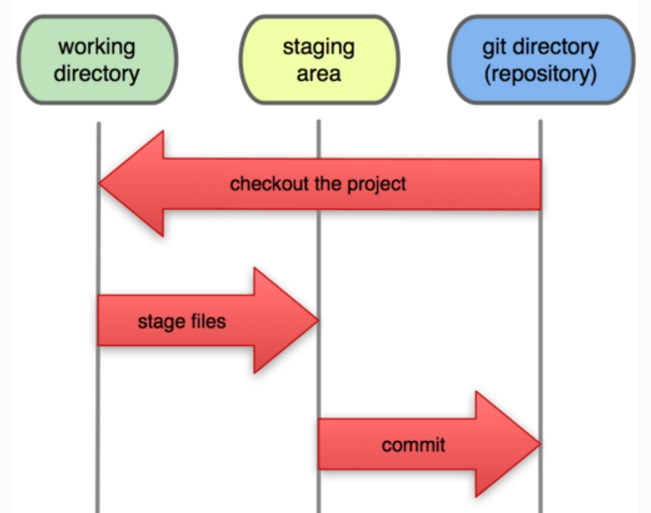 working
directory
staging
area
git directory
(repository)
checkout the project
stage files
commit